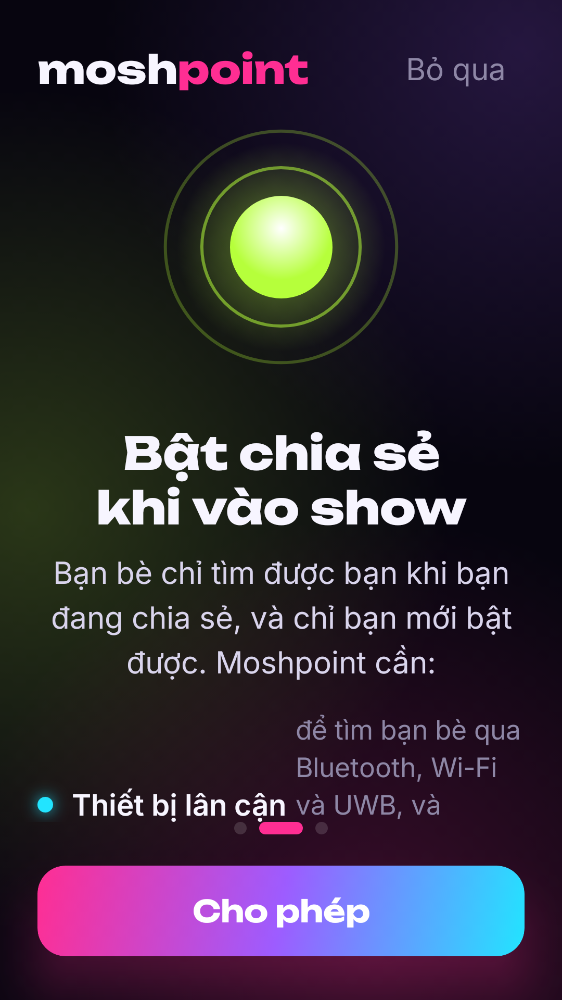 moshpoint
Bỏ qua
Bật chia sẻ
khi vào show
Bạn bè chỉ tìm được bạn khi bạn
đang chia sẻ, và chỉ bạn mới bật
được. Moshpoint cần:
để tìm bạn bè qua
Bluetooth, Wi-Fi
Thiết bị lân cận và UWB, và
Cho phép